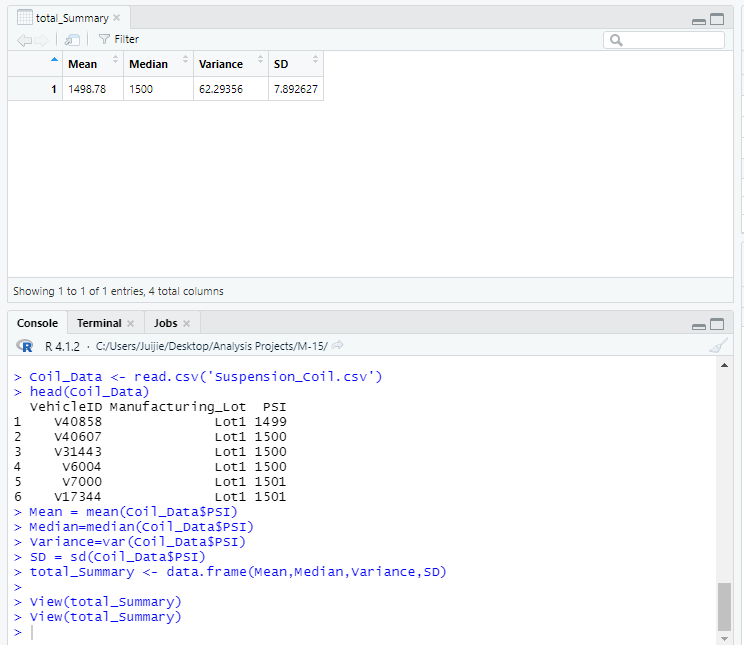 total_Summary
Filter
Mean Median Variance SD
1 1498.78 1500 62.29356 7.892627
Showing 1 to 1 of 1 entries, 4 total columns
Console Terminal Jobs
R R 4.1.2 · C:/Users/Juijie/Desktop/Analysis Projects/M-15/
> Coil_Data <- read.csv('Suspension_Coil.csv')
> head(Coil_Data)
VehicleID Manufacturing_Lot PSI
1 V40858 Lot1 1499
2 V40607 Lot1 1500
3 V31443 Lot1 1500
4 V6004 Lot1 1500
5 V7000 Lot1 1501
6 V17344 Lot1 1501
> Mean = mean(Coil_Data$PSI)
> Median=median(Coil_Data$PSI)
> Variance=var(Coil_Data$PSI)
> SD = sd(Coil_Data$PSI)
> total_Summary <- data.frame(Mean,Median,Variance,SD)
>
> View(total_Summary)
> View(total_Summary)
>